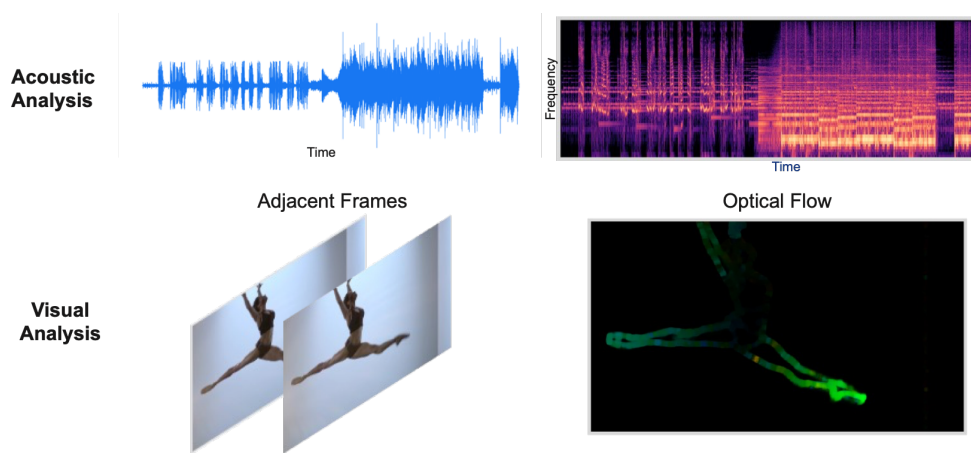 Acoustic
Analysis
Time
Frequency
Time
Adjacent Frames
Optical Flow
Visual
Analysis